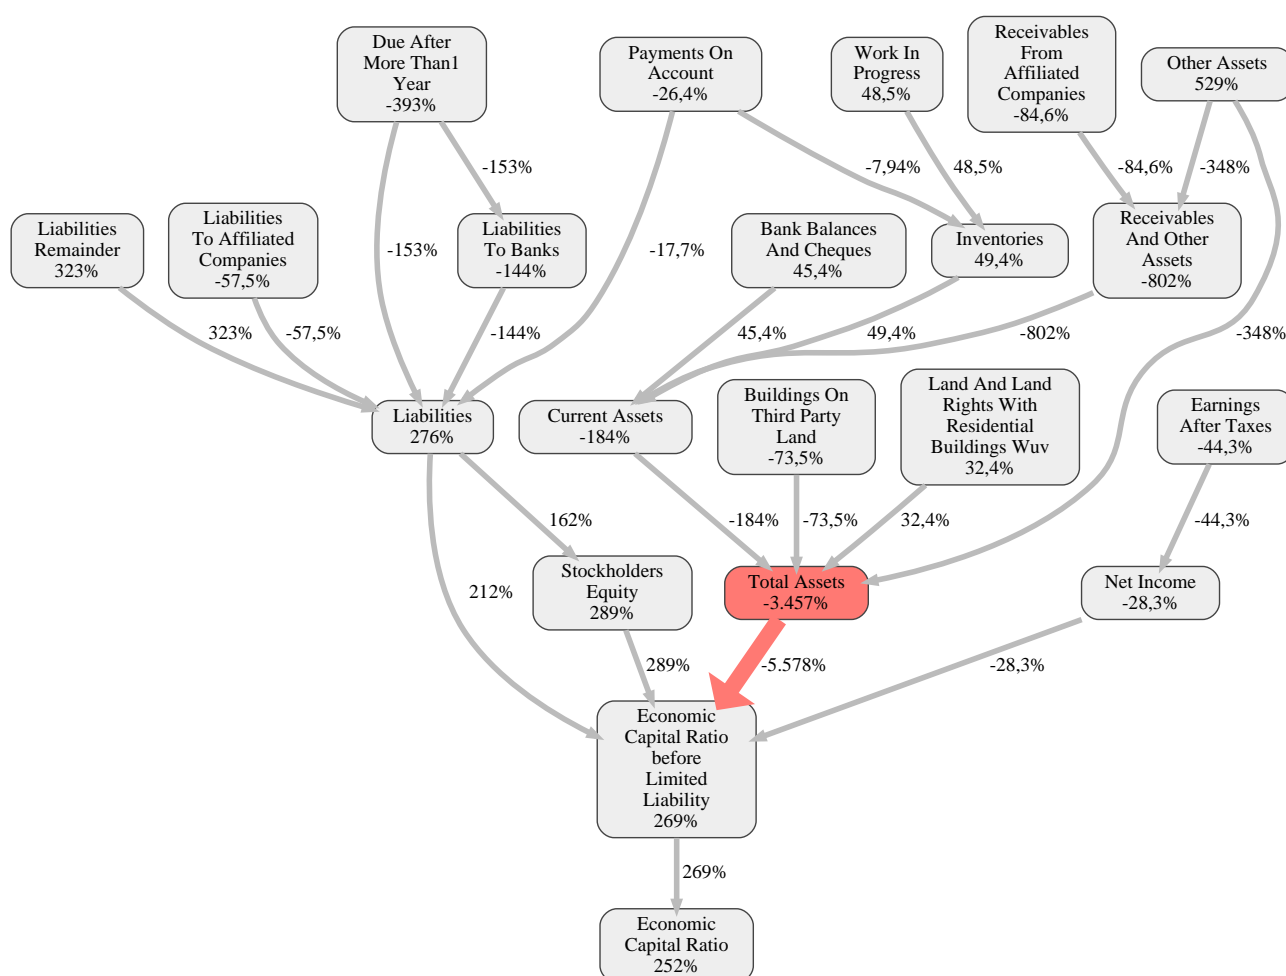 Due After
More Than1
Year
-393%
Payments On
Account
-26,4%
Work In
Progress
48,5%
Receivables
From
Affiliated
Companies
-84,6%
Other Assets
529%
-153%
-7,94%
48,5%
-84,6%
-348%
Liabilities
Remainder
323%
Liabilities
To Affiliated
Companies
-57,5%
-153%
Liabilities
To Banks
-144%
-17,7%
Bank Balances
And Cheques
45,4%
Inventories
49,4%
Receivables
And Other
Assets
-802%
323%
-57,5%
-144%
45,4%
49,4%
-802%
-348%
Liabilities
276%
Current Assets
-184%
Buildings On
Third Party
Land
-73,5%
Land And Land
Rights With
Residential
Buildings Wuv
32,4%
Earnings
After Taxes
-44,3%
162%
-184%
-73,5%
32,4%
-44,3%
212%
Stockholders
Equity
289%
Total Assets
-3.457%
Net Income
-28,3%
289%
-5.578%
-28,3%
Economic
Capital Ratio
before
Limited
Liability
269%
269%
Economic
Capital Ratio
252%